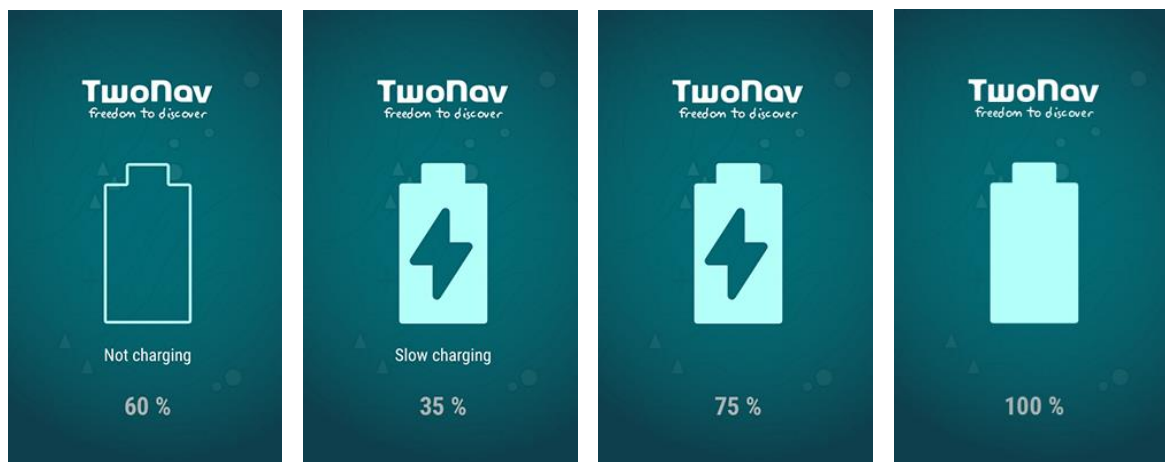 TwoNav
freedom to discover
Not charging
60 %
TwoNav
freedom to discover
Slow charging
35 %
TwoNav
freedom to discover
75 %
TwoNav
freedom to discover
100 %